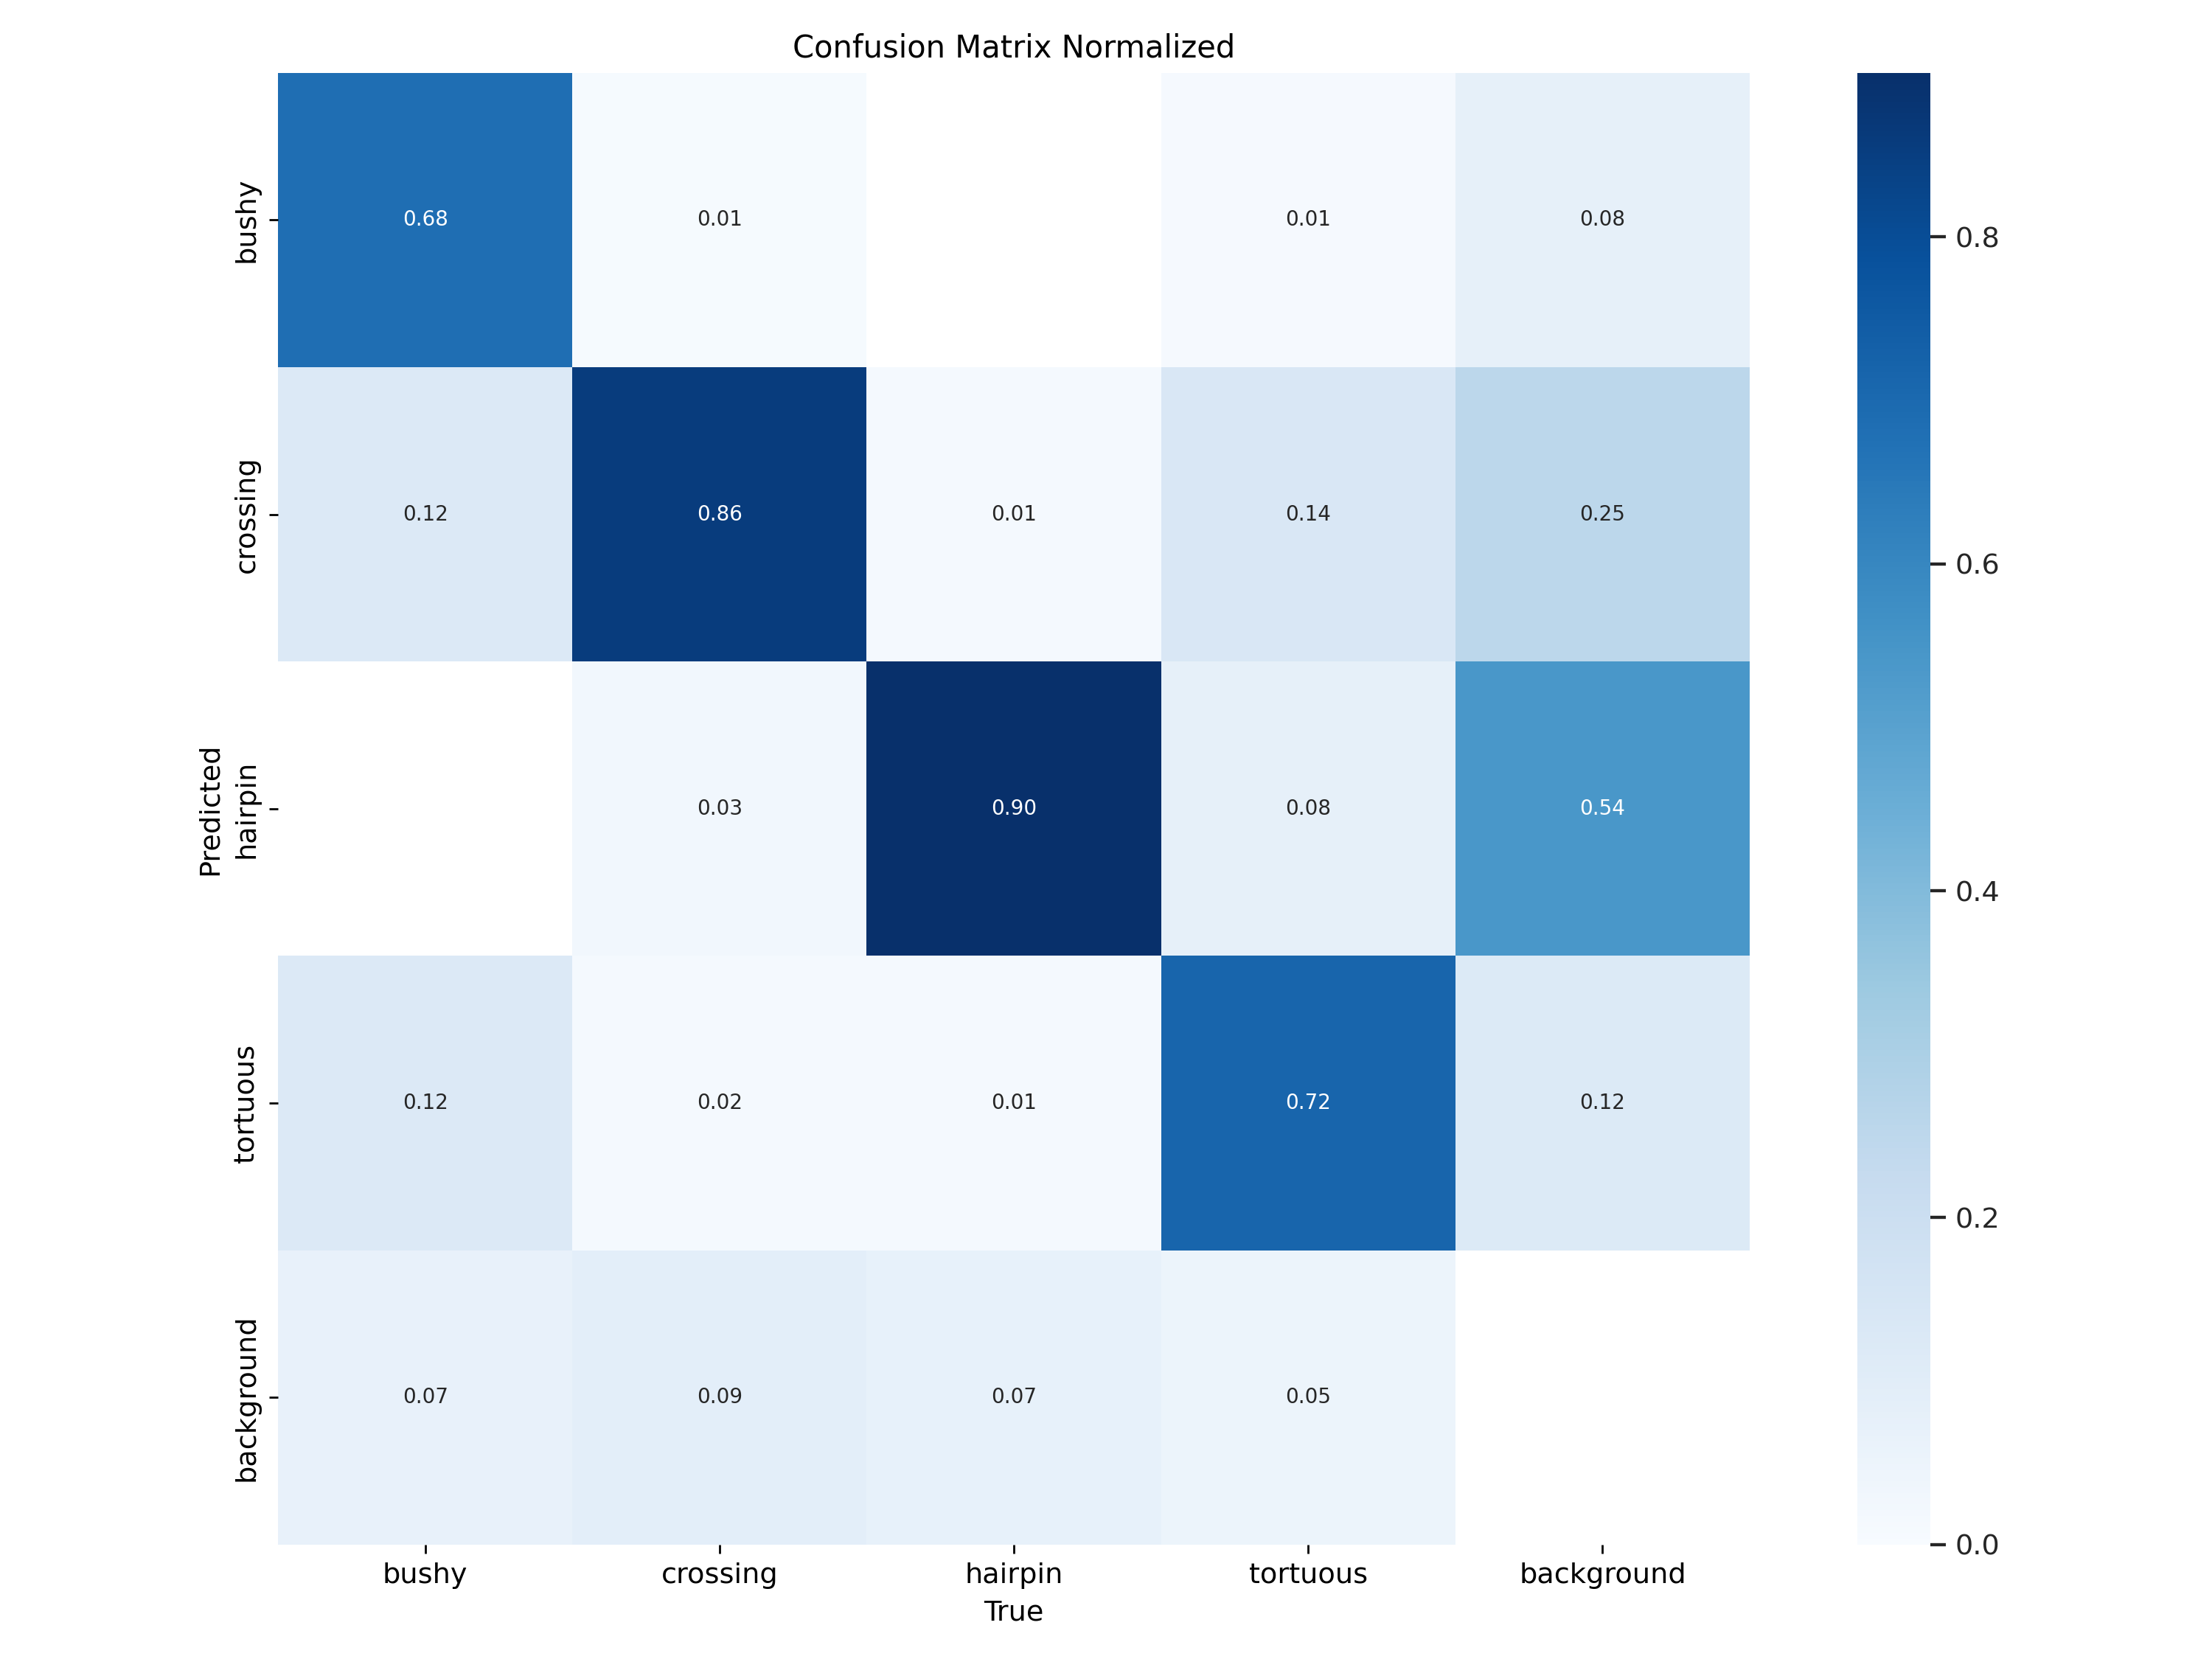 Confusion Matrix Normalized
bushy
0.68
0.01
0.01
0.08
0.8
crossing
0.12
0.86
0.01
0.14
0.25
0.6
Predicted
hairpin
0.03
0.90
0.08
0.54
0.4
tortuous
0.12
0.02
0.01
0.72
0.12
0.2
background
0.07
0.09
0.07
0.05
0.0
bushy
crossing
hairpin
tortuous
background
True